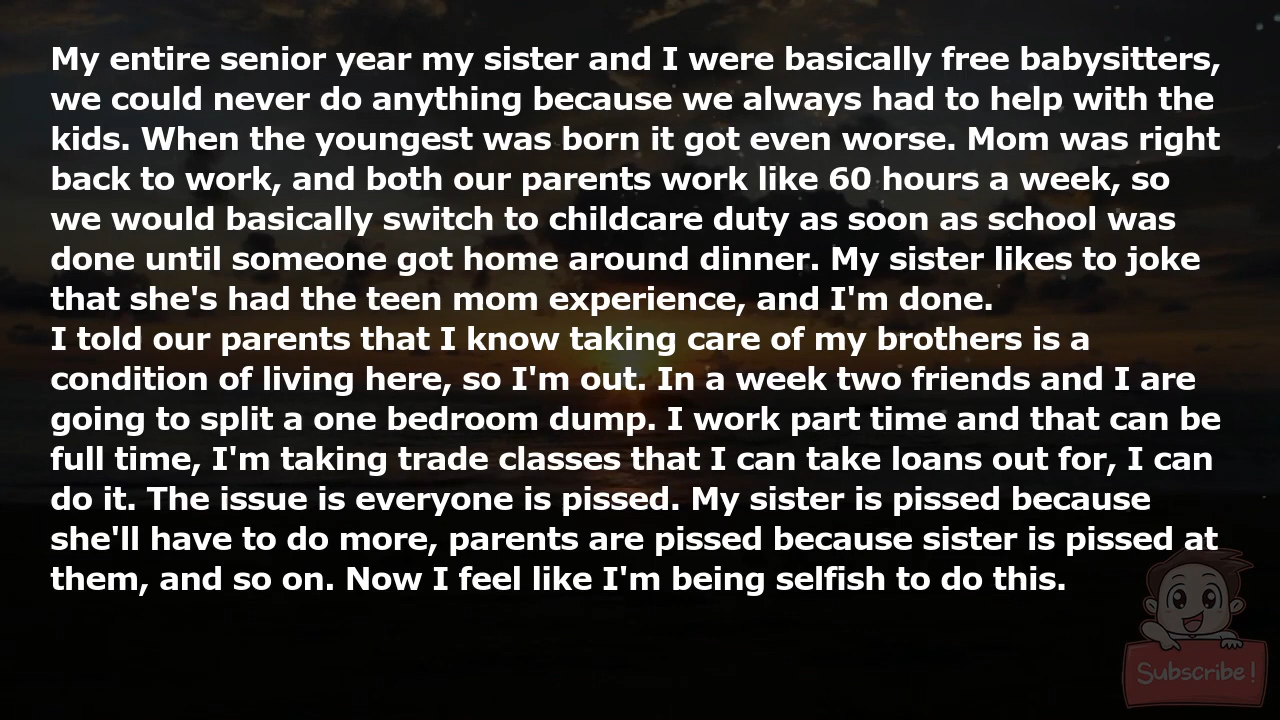 My entire senior year my sister and I were basically free babysitters,
we could never do anything because we always had to help with the
kids. When the youngest was born it got even worse. Mom was right
back to work, and both our parents work like 60 hours a week, so
we would basically switch to childcare duty as soon as school was
done until someone got home around dinner. My sister likes to joke
that she's had the teen mom experience, and I'm done.
I told our parents that I know taking care of my brothers is a
condition of living here, so I'm out. In a week two friends and I are
going to split a one bedroom dump. I work part time and that can be
full time, I'm taking trade classes that I can take loans out for, I can
do it. The issue is everyone is pissed. My sister is pissed because
she'll have to do more, parents are pissed because sister is pissed at
them, and so on. Now I feel like I'm being selfish to do this.
Subscribe!